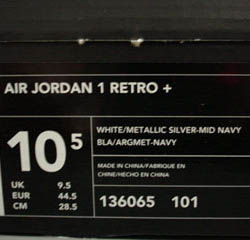 AIR JORDAN 1 RETRO +
10 5
WHITE/METALLIC SILVER-MID NAVY
BLA/ARGMET-NAVY
MADE IN CHINA/FABRIQUE EN
CHINE/HECHO EN CHINA
UK 9.5
EUR 44.5
CM 28.5
136065 101